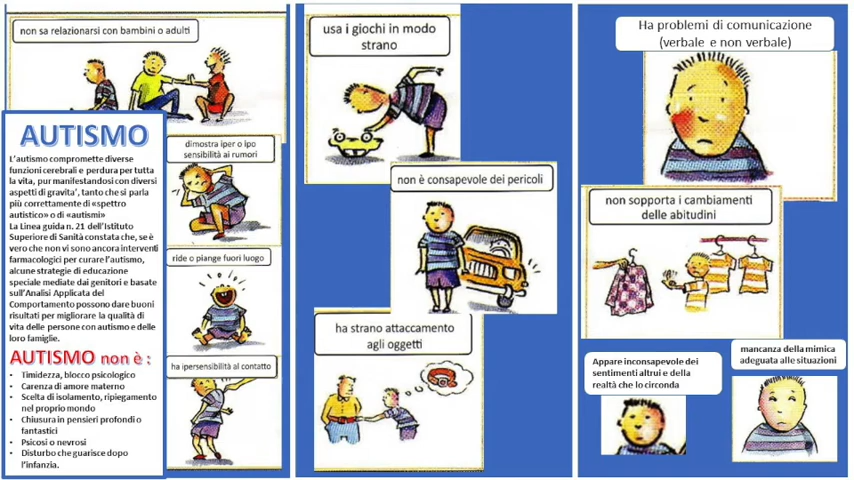 non sa relazionarsi con bambini o adulti
AUTISMO
L'autismo compromette diverse
funzioni cerebrali e perdura per tutta
la vita, pur manifestandosi con diversi
aspetti di gravita', tanto che si parla
più correttamente di «spettro
autistico» o di «autismi»
La Linea guida n. 21 dell'Istituto
Superiore di Sanità constata che, se è
vero che non vi sono ancora interventi
farmacologici per curare l'autismo,
alcune strategie di educazione
speciale mediate dai genitori e basate
sull'Analisi Applicata del
Comportamento possono dare buoni
risultati per migliorare la qualità di
vita delle persone con autismo e delle
loro famiglie.
AUTISMO non è :
• Timidezza, blocco psicologico
• Carenza di amore materno
• Scelta di isolamento, ripiegamento
nel proprio mondo
• Chiusura in pensieri profondi o
fantastici
• Psicosi o nevrosi
• Disturbo che guarisce dopo
l'infanzia.
dimostra iper o ipo
sensibilità ai rumori
ride o piange fuori luogo
ha ipersensibilità al contatto
usa i giochi in modo
strano
non è consapevole dei pericoli
ha strano attaccamento
agli oggetti
Ha problemi di comunicazione
(verbale e non verbale)
non sopporta i cambiamenti
delle abitudini
Appare inconsapevole dei
sentimenti altrui e della
realtà che lo circonda
mancanza della mimica
adeguata alle situazioni